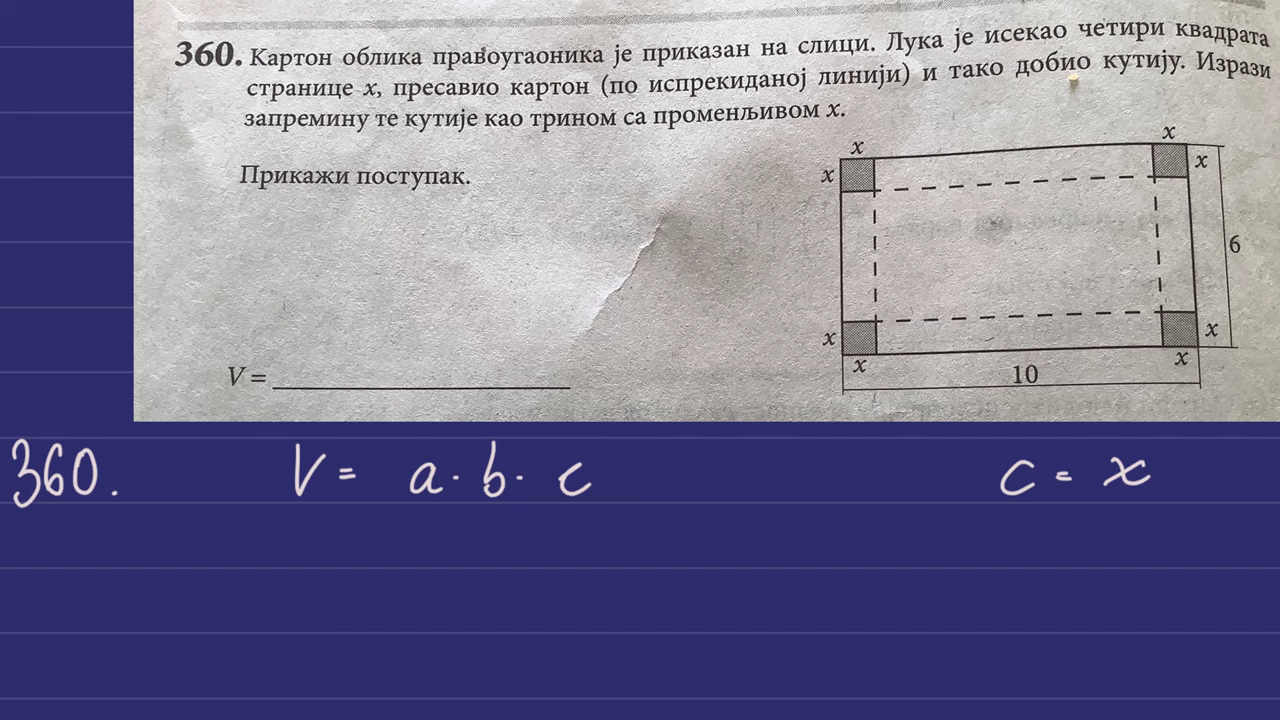 360. Картон облика правоугаоника је приказан на слици. Лука је исекао четири квадрата
странице x, пресавио картон (по испрекиданој линији) и тако добио кутију. Изрази
запремину те кутије као трином са променљивом x.
Прикажи поступак.
x
x
x
x
6
x
x
x
x
10
V =
360. V = a · b · c
c = x